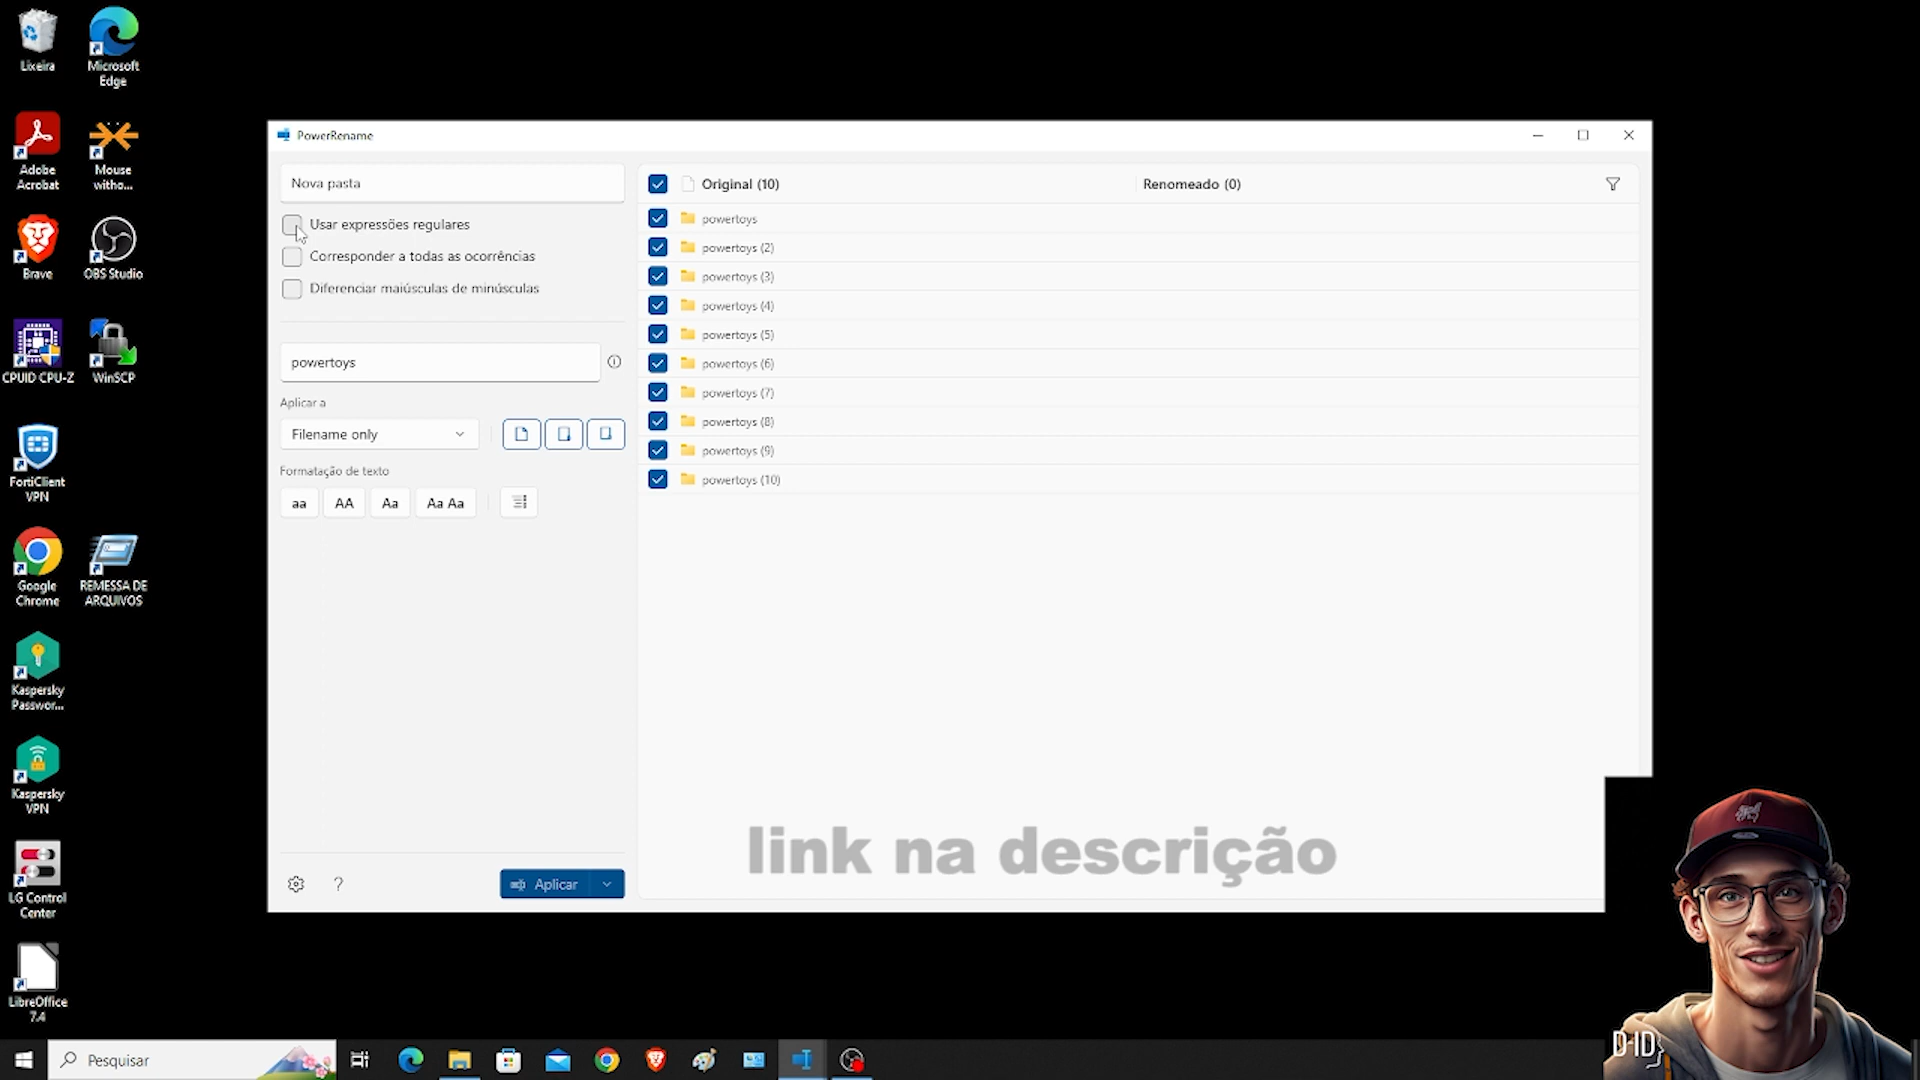 Lixeira
Microsoft
Edge
Adobe
Acrobat
Mouse
witho...
Brave
OBS Studio
CPUID CPU-Z
WinSCP
FortiClient
VPN
Google
Chrome
REMESSA DE
ARQUIVOS
Kaspersky
Passwor...
Kaspersky
VPN
LG Control
Center
LibreOffice
7.4
PowerRename
Nova pasta
Usar expressões regulares
Corresponder a todas as ocorrências
Diferenciar maiúsculas de minúsculas
powertoys
Aplicar a
Filename only
Formatação de texto
aa
AA
Aa
Aa Aa
?
Aplicar
Original (10)
Renomeado (0)
powertoys
powertoys (2)
powertoys (3)
powertoys (4)
powertoys (5)
powertoys (6)
powertoys (7)
powertoys (8)
powertoys (9)
powertoys (10)
link na descrição
D-ID
Pesquisar